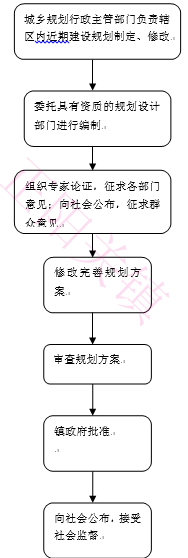 城乡规划行政主管部门负责辖
区内近期建设规划制定、修改.
委托具有资质的规划设计
部门进行编制.
组织专家论证，征求各部门
意见；向社会公布，征求群
众意见.
修改完善规划方
案.
审查规划方案.
镇政府批准.
向社会公布，接受
社会监督.
正阳关镇